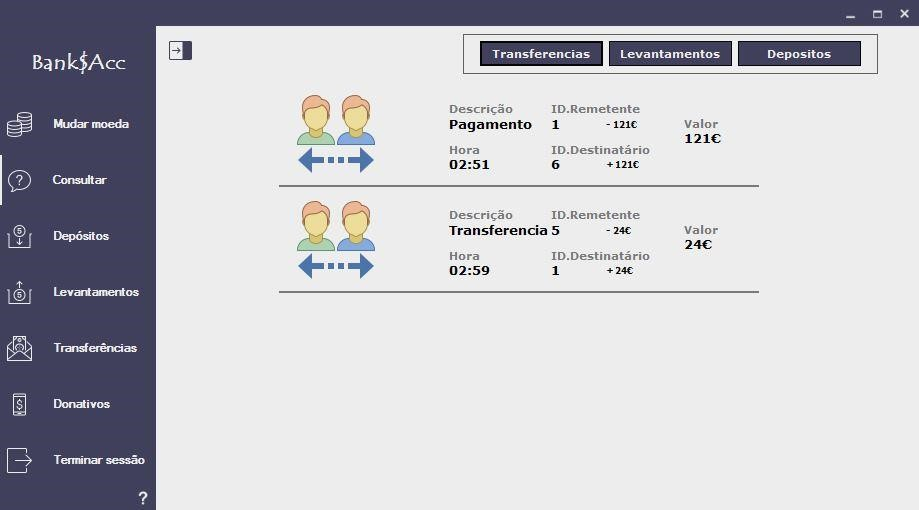 Bank$Acc
Mudar moeda
Consultar
Depósitos
Levantamentos
Transferências
Donativos
Terminar sessão
?
Transferencias Levantamentos Depositos
Descrição ID.Remetente
Pagamento 1 - 121€ Valor
121€
Hora ID.Destinatário
02:51 6 + 121€
Descrição ID.Remetente
Transferencia 5 - 24€ Valor
24€
Hora ID.Destinatário
02:59 1 + 24€